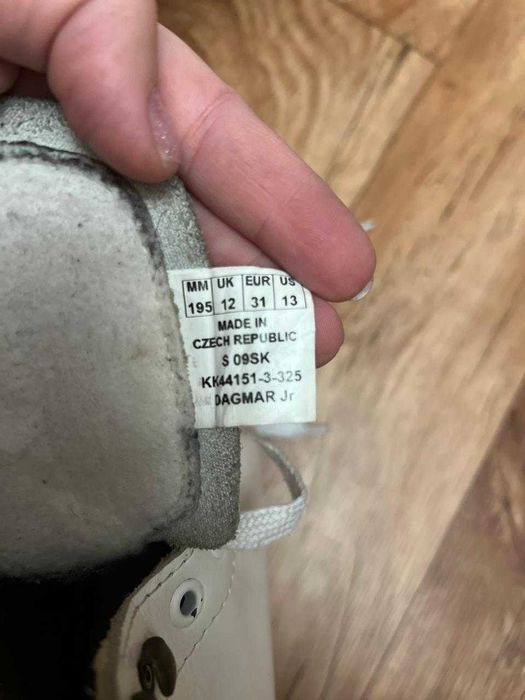 MM UK EUR US
195 12 31 13
MADE IN
CZECH REPUBLIC
S 09SK
KK44151-3-325
DAGMAR Jr